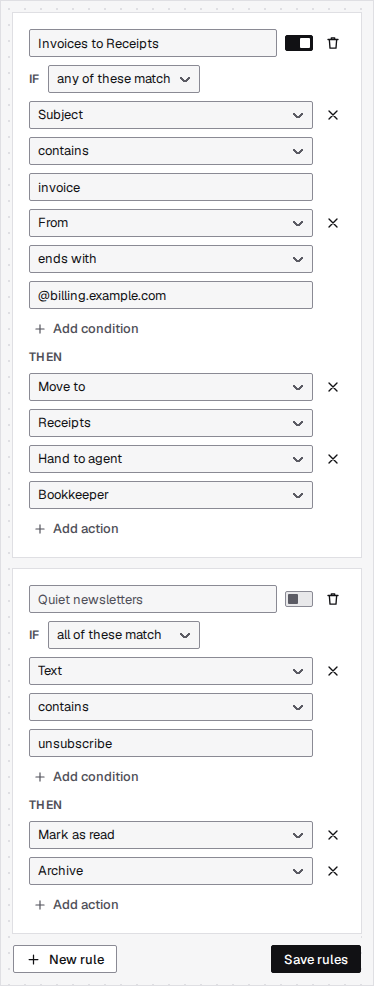 Invoices to Receipts
IF any of these match
Subject
contains
invoice
From
ends with
@billing.example.com
Add condition
THEN
Move to
Receipts
Hand to agent
Bookkeeper
Add action
Quiet newsletters
IF all of these match
Text
contains
unsubscribe
Add condition
THEN
Mark as read
Archive
Add action
New rule Save rules